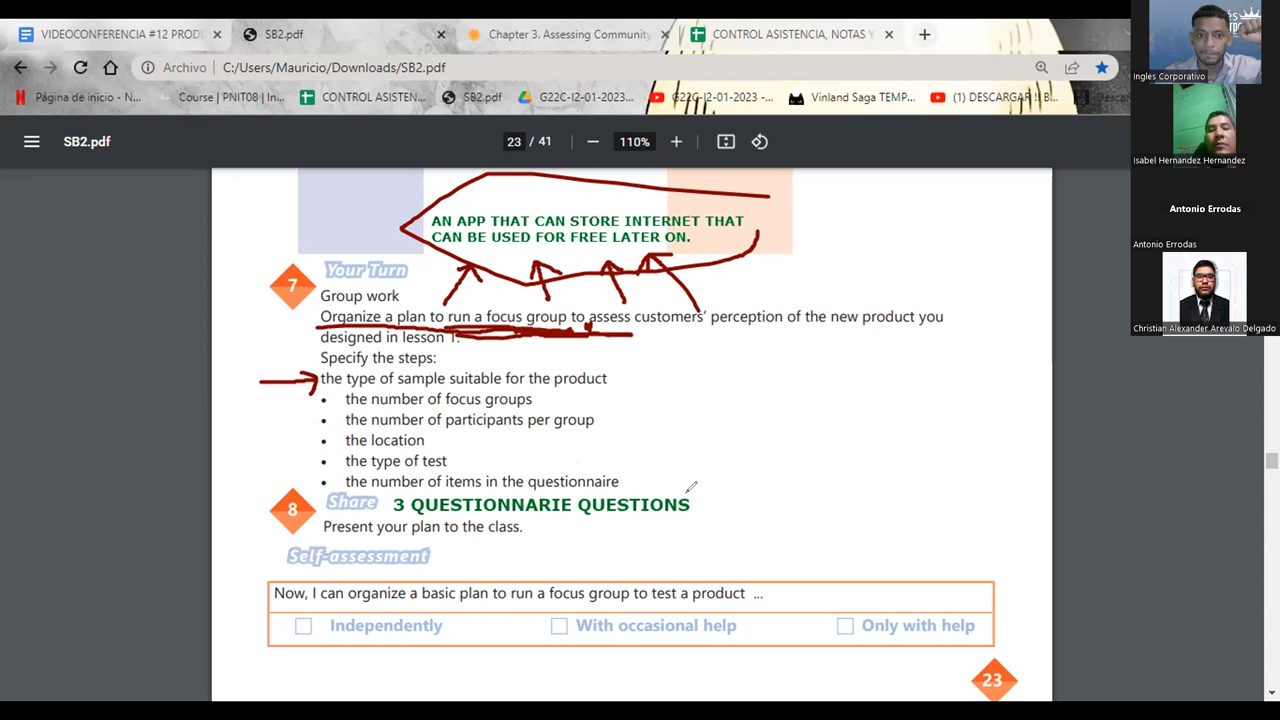 VIDEOCONFERENCIA #12 PROD
SB2.pdf
Chapter 3. Assessing Community
CONTROL ASISTENCIA, NOTAS Y
Archivo
C:/Users/Mauricio/Downloads/SB2.pdf
Página de inicio - N...
Course | PNIT08 | In...
CONTROL ASISTEN...
SB2.pdf
G22C-I2-01-2023...
G22C-I2-01-2023 -...
Vinland Saga TEMP...
(1) DESCARGAR !! B...
SB2.pdf
23 / 41
110%
AN APP THAT CAN STORE INTERNET THAT
CAN BE USED FOR FREE LATER ON.
7
Your Turn
Group work
Organize a plan to run a focus group to assess customers' perception of the new product you
designed in lesson 1.
Specify the steps:
the type of sample suitable for the product
• the number of focus groups
• the number of participants per group
• the location
• the type of test
• the number of items in the questionnaire
8
Share
3 QUESTIONNARIE QUESTIONS
Present your plan to the class.
Self-assessment
Now, I can organize a basic plan to run a focus group to test a product ...
Independently
With occasional help
Only with help
23
Ingles Corporativo
Isabel Hernandez Hernandez
Antonio Errodas
Antonio Errodas
Christian Alexander Arevalo Delgado